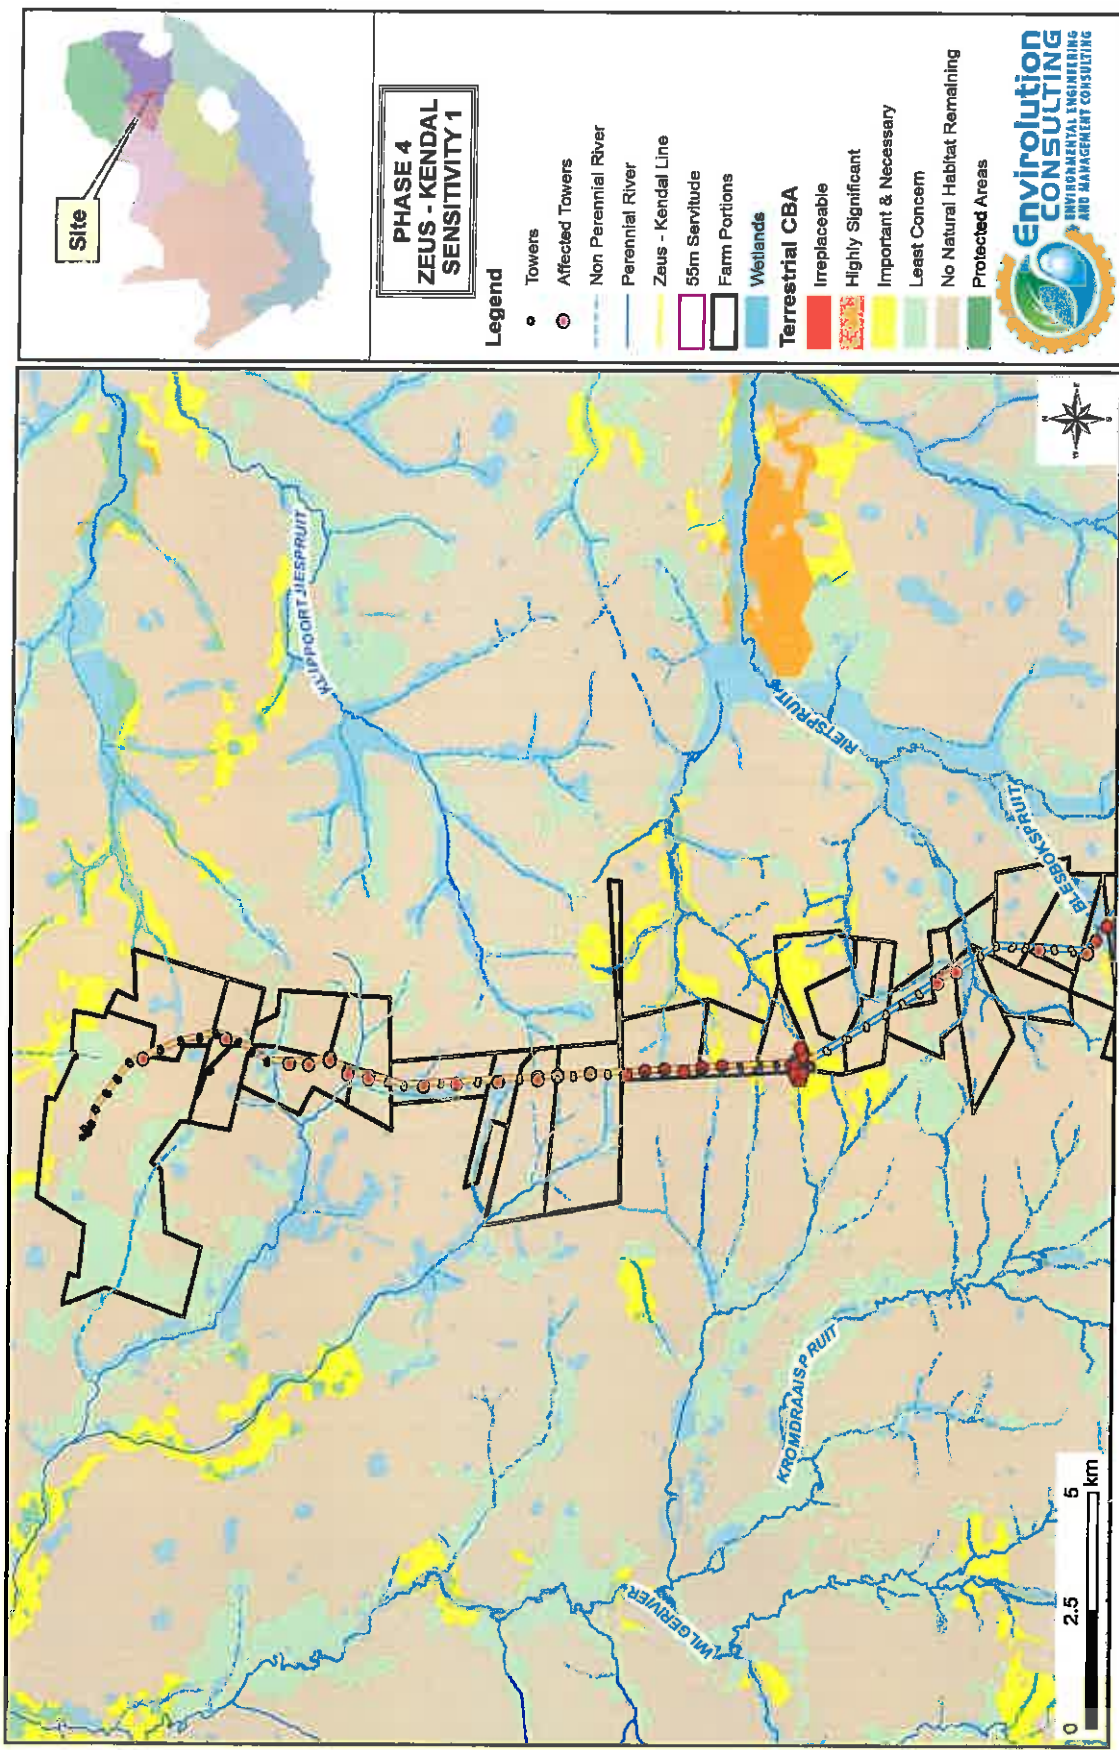 Site
PHASE 4
ZEUS - KENDAL
SENSITIVITY 1
Legend
Towers
Affected Towers
Non Perennial River
Perennial River
Zeus - Kendal Line
55m Servitude
Farm Portions
Wetlands
Terrestrial CBA
Irreplaceable
Highly Significant
Important & Necessary
Least Concern
No Natural Habitat Remaining
Protected Areas
Envirolution
CONSULTING
ENVIRONMENTAL ENGINEERING
AND MANAGEMENT CONSULTING
KLIPPOORTJIESPRUIT
RIETSPRUIT
BLESBOKSPRUIT
KROMDRAAISPRUIT
WILGERIVIER
N
W
E
S
0
2.5
5
km